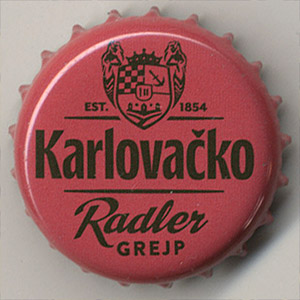 EST. 1854
Karlovačko
Radler
GREJP